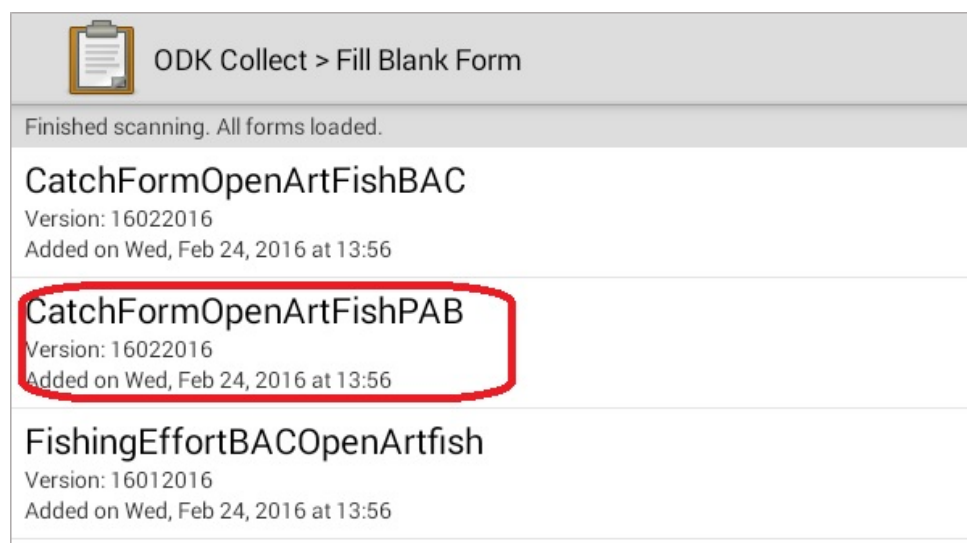 ODK Collect > Fill Blank Form
Finished scanning. All forms loaded.
CatchFormOpenArtFishBAC
Version: 16022016
Added on Wed, Feb 24, 2016 at 13:56
CatchFormOpenArtFishPAB
Version: 16022016
Added on Wed, Feb 24, 2016 at 13:56
FishingEffortBACOpenArtfish
Version: 16012016
Added on Wed, Feb 24, 2016 at 13:56